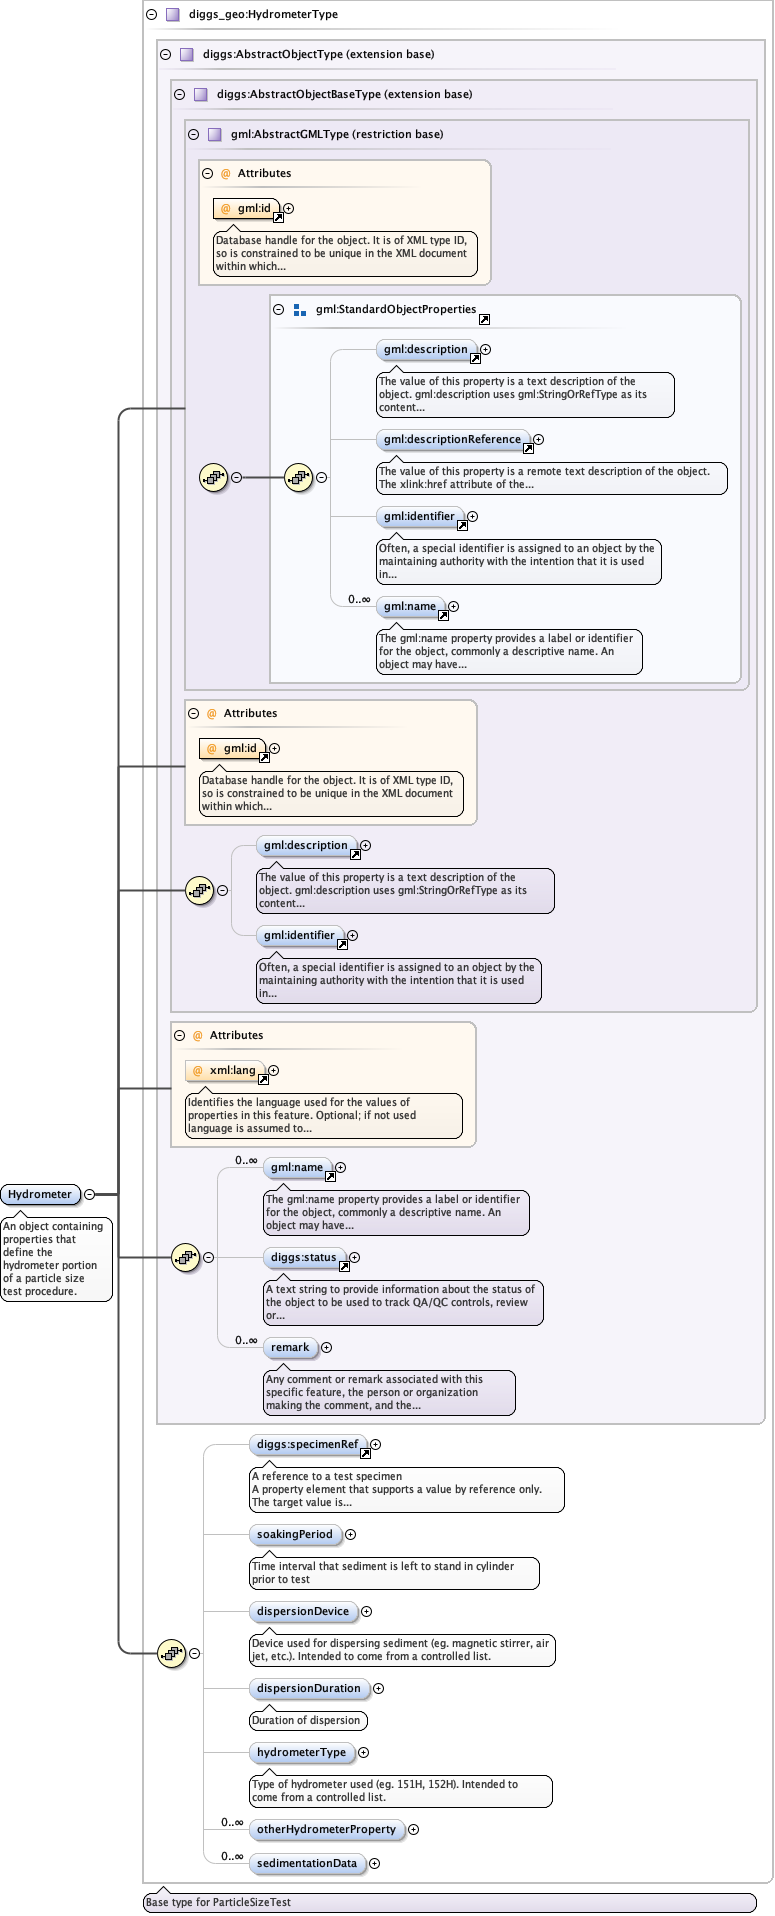 diggs_geo:HydrometerType
diggs:AbstractObjectType (extension base)
diggs:AbstractObjectBaseType (extension base)
gml:AbstractGMLType (restriction base)
@ Attributes
@ gml:id
Database handle for the object. It is of XML type ID,
so is constrained to be unique in the XML document
within which...
gml:StandardObjectProperties
gml:description
The value of this property is a text description of the
object. gml:description uses gml:StringOrRefType as its
content...
gml:descriptionReference
The value of this property is a remote text description of the object.
The xlink:href attribute of the...
gml:identifier
Often, a special identifier is assigned to an object by the
maintaining authority with the intention that it is used
in...
0..∞
gml:name
The gml:name property provides a label or identifier
for the object, commonly a descriptive name. An
object may have...
@ Attributes
@ gml:id
Database handle for the object. It is of XML type ID,
so is constrained to be unique in the XML document
within which...
gml:description
The value of this property is a text description of the
object. gml:description uses gml:StringOrRefType as its
content...
gml:identifier
Often, a special identifier is assigned to an object by the
maintaining authority with the intention that it is used
in...
@ Attributes
@ xml:lang
Identifies the language used for the values of
properties in this feature. Optional; if not used
language is assumed to...
0..∞
gml:name
The gml:name property provides a label or identifier
for the object, commonly a descriptive name. An
object may have...
Hydrometer
An object containing
properties that
define the
hydrometer portion
of a particle size
test procedure.
diggs:status
A text string to provide information about the status of
the object to be used to track QA/QC controls, review
or...
0..∞
remark
Any comment or remark associated with this
specific feature, the person or organization
making the comment, and the...
diggs:specimenRef
A reference to a test specimen
A property element that supports a value by reference only.
The target value is...
soakingPeriod
Time interval that sediment is left to stand in cylinder
prior to test
dispersionDevice
Device used for dispersing sediment (eg. magnetic stirrer, air
jet, etc.). Intended to come from a controlled list.
dispersionDuration
Duration of dispersion
hydrometerType
Type of hydrometer used (eg. 151H, 152H). Intended to
come from a controlled list.
0..∞
otherHydrometerProperty
0..∞
sedimentationData
Base type for ParticleSizeTest